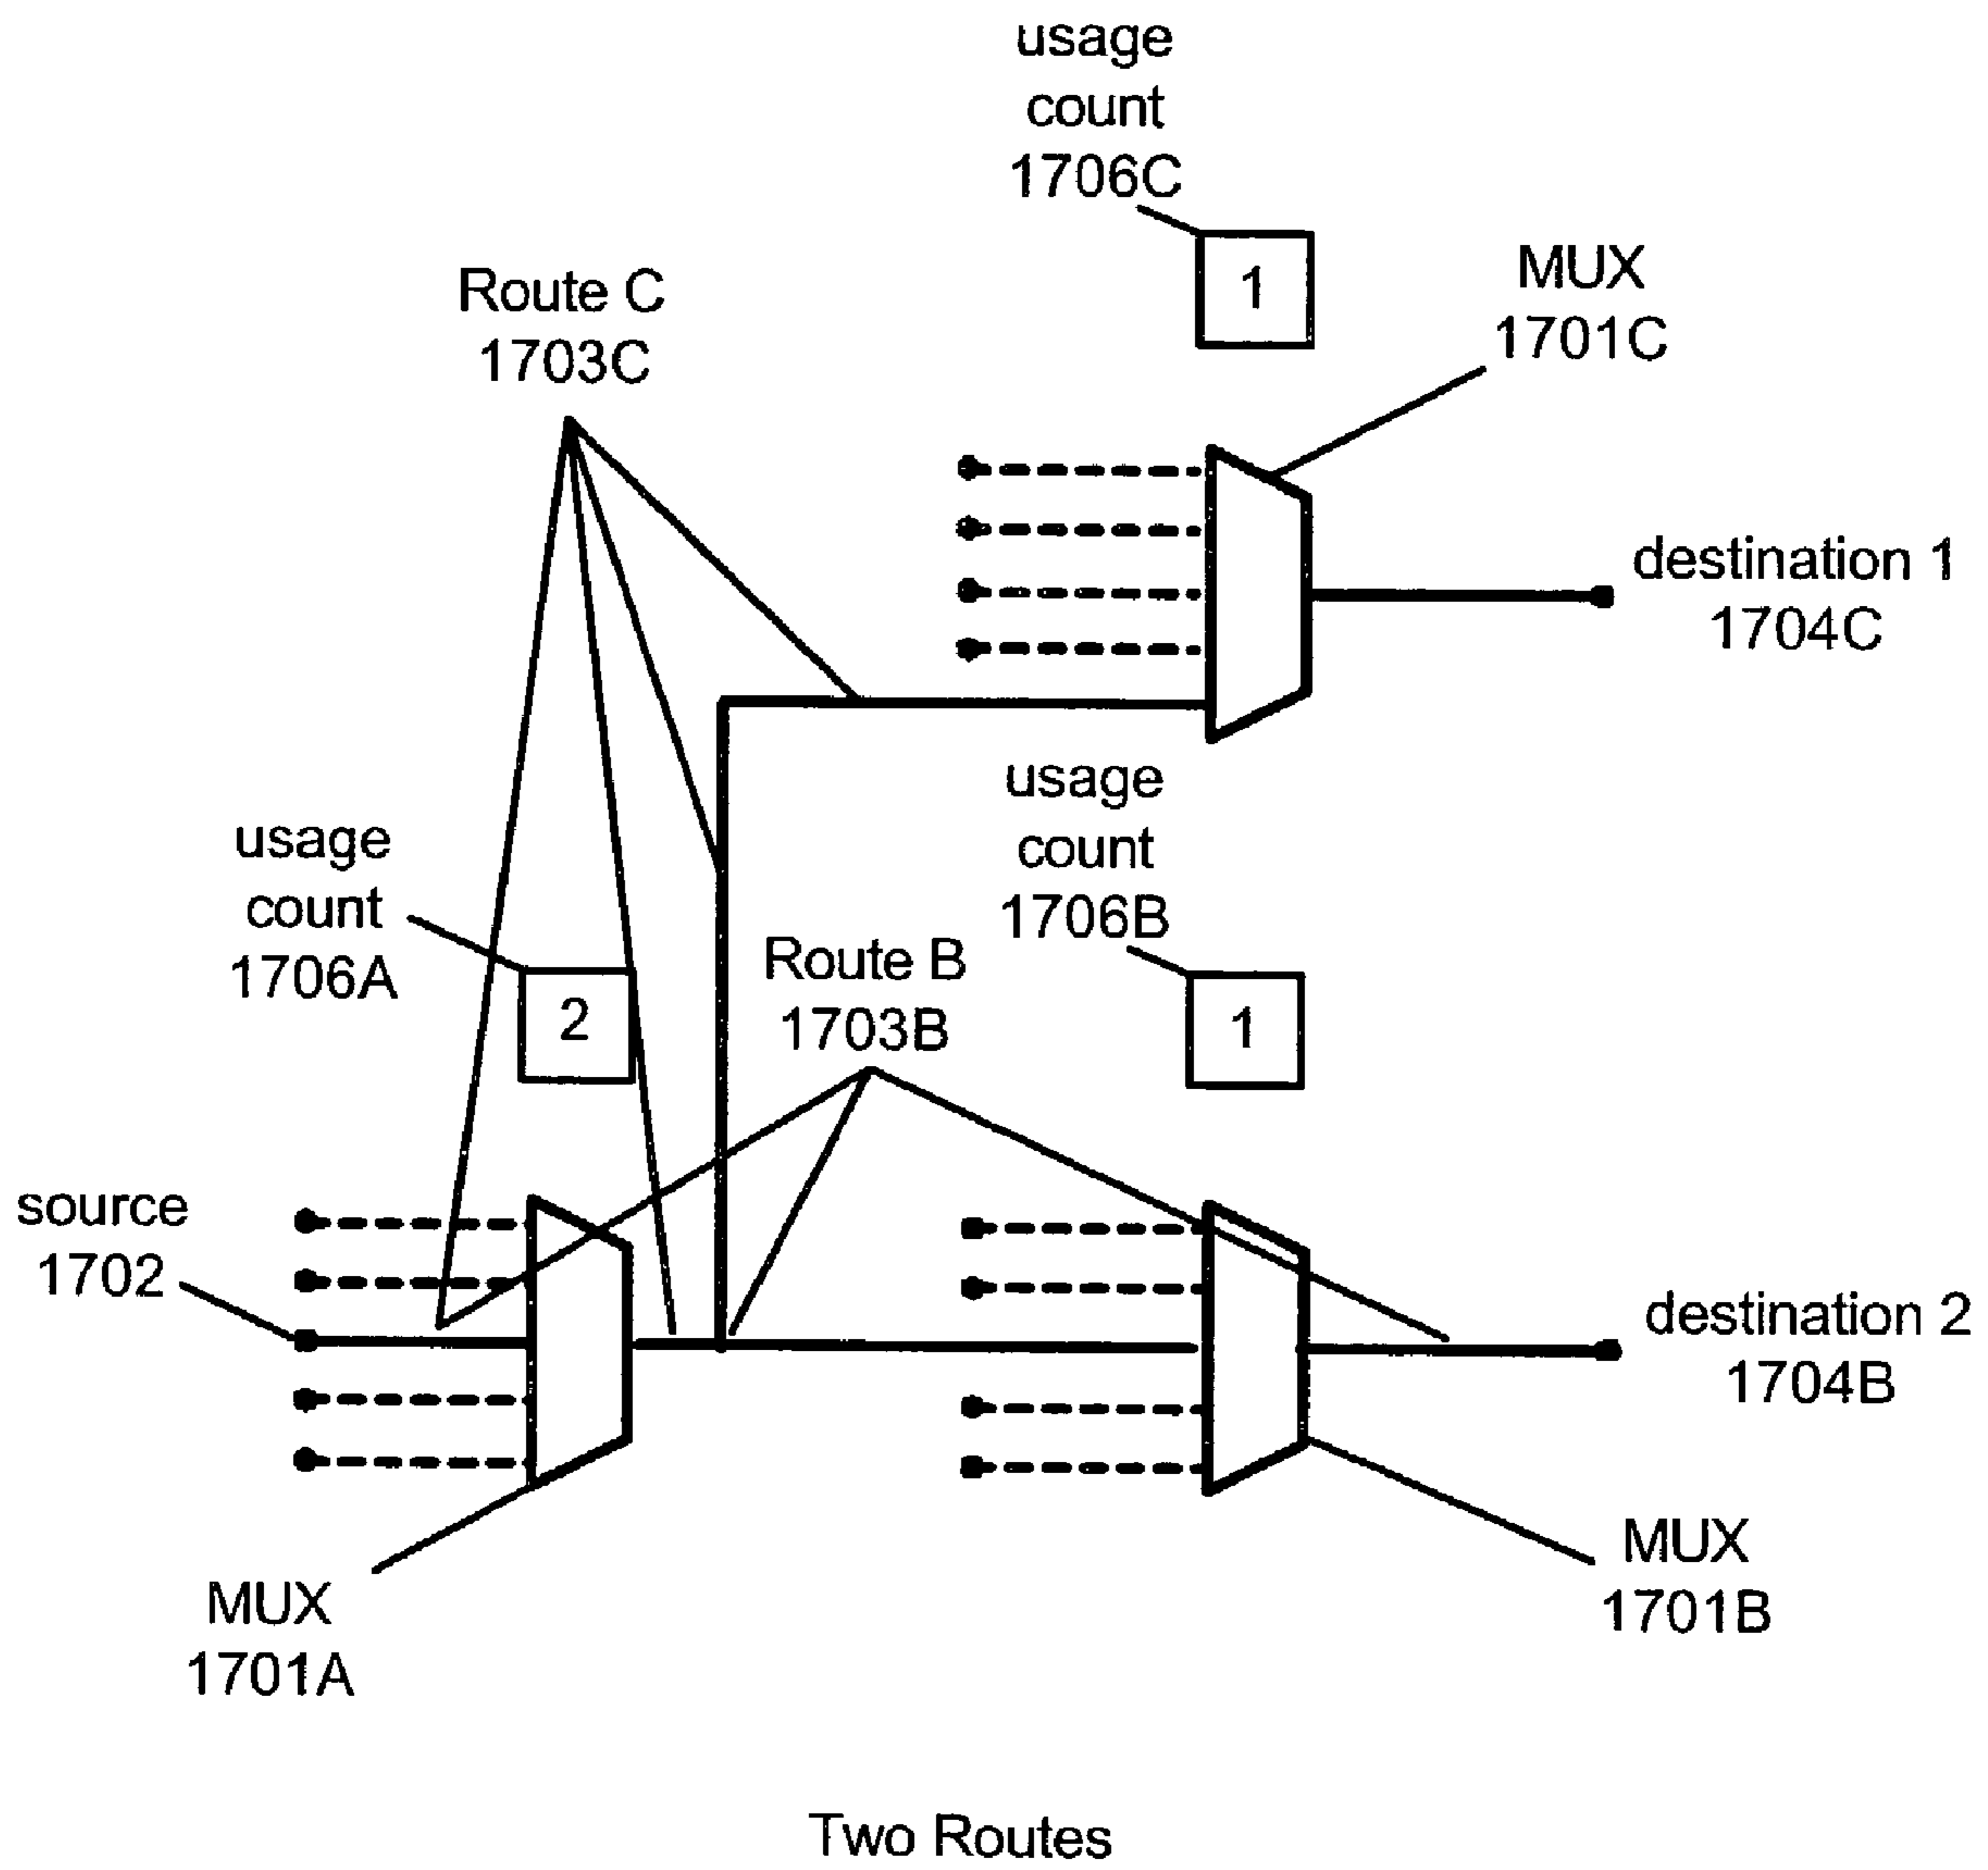 usage
count
1706C
1
MUX
1701C
Route C
1703C
destination 1
1704C
usage
count
1706B
1
usage
count
1706A
2
Route B
1703B
source
1702
destination 2
1704B
MUX
1701B
MUX
1701A
Two Routes